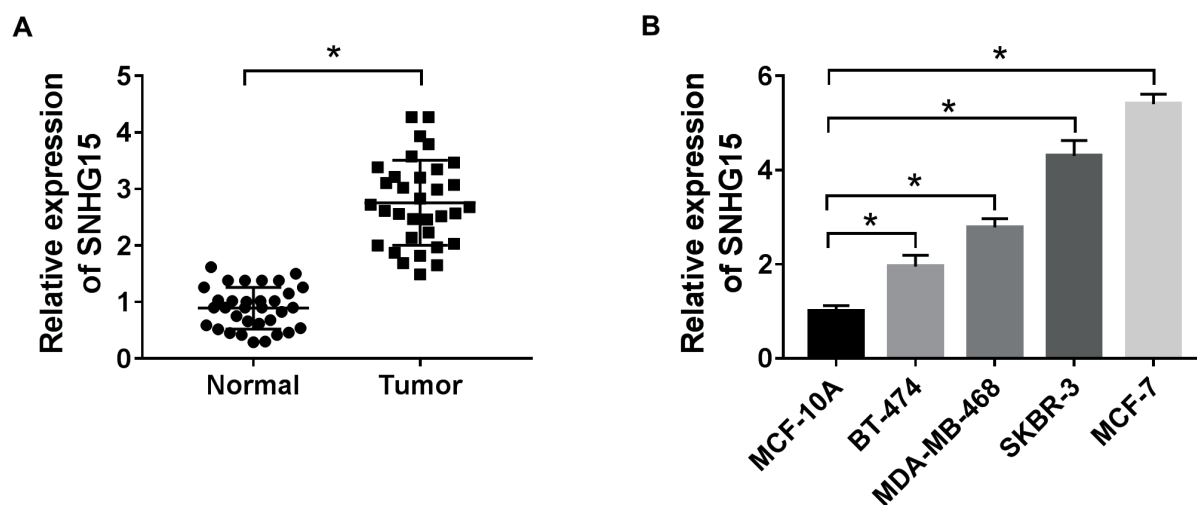 A
Relative expression
of SNHG15
5
4
3
2
1
0
*
Normal
Tumor
B
Relative expression
of SNHG15
6
4
2
0
*
*
*
*
MCF-10A
BT-474
MDA-MB-468
SKBR-3
MCF-7